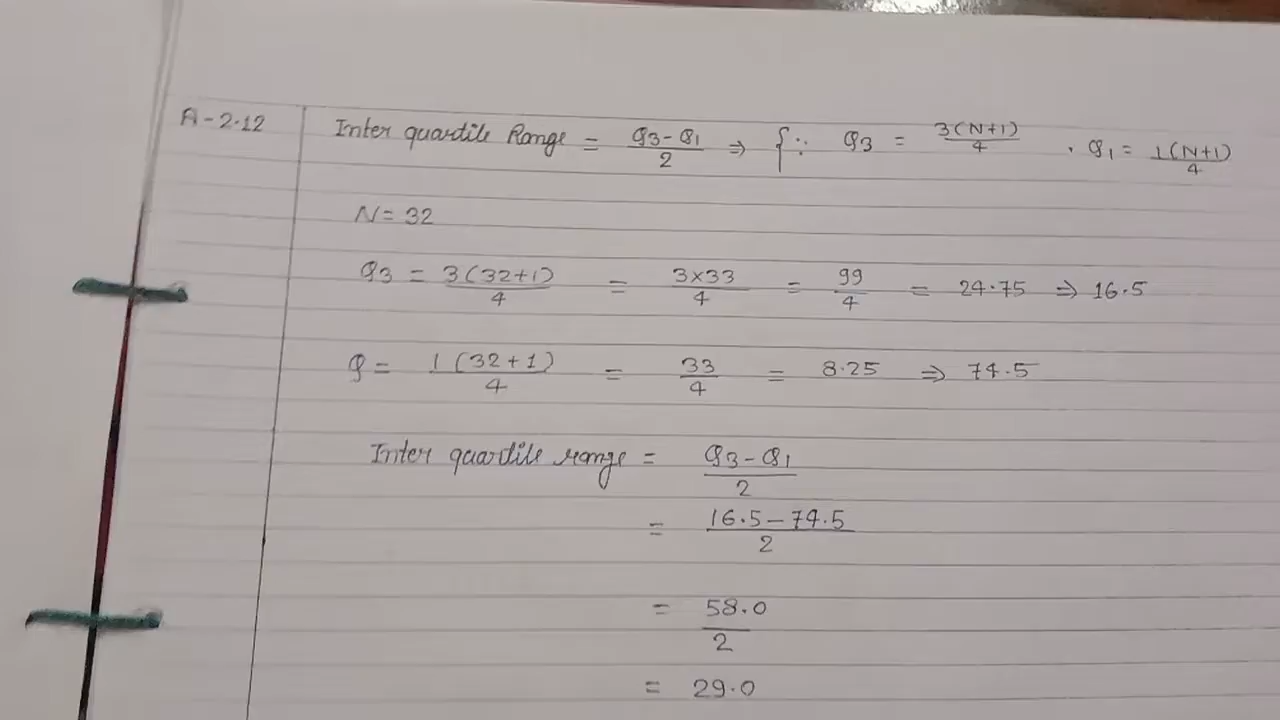 A-2.12 Inter quardile Range = Q3-Q1/2 ⇒ {∵ Q3 = 3(N+1)/4 , Q1 = 1(N+1)/4
N = 32
Q3 = 3(32+1)/4 = 3×33/4 = 99/4 = 24.75 ⇒ 16.5
Q = 1(32+1)/4 = 33/4 = 8.25 ⇒ 74.5
Inter quardile range = Q3-Q1/2
= 16.5-74.5/2
= 58.0/2
= 29.0